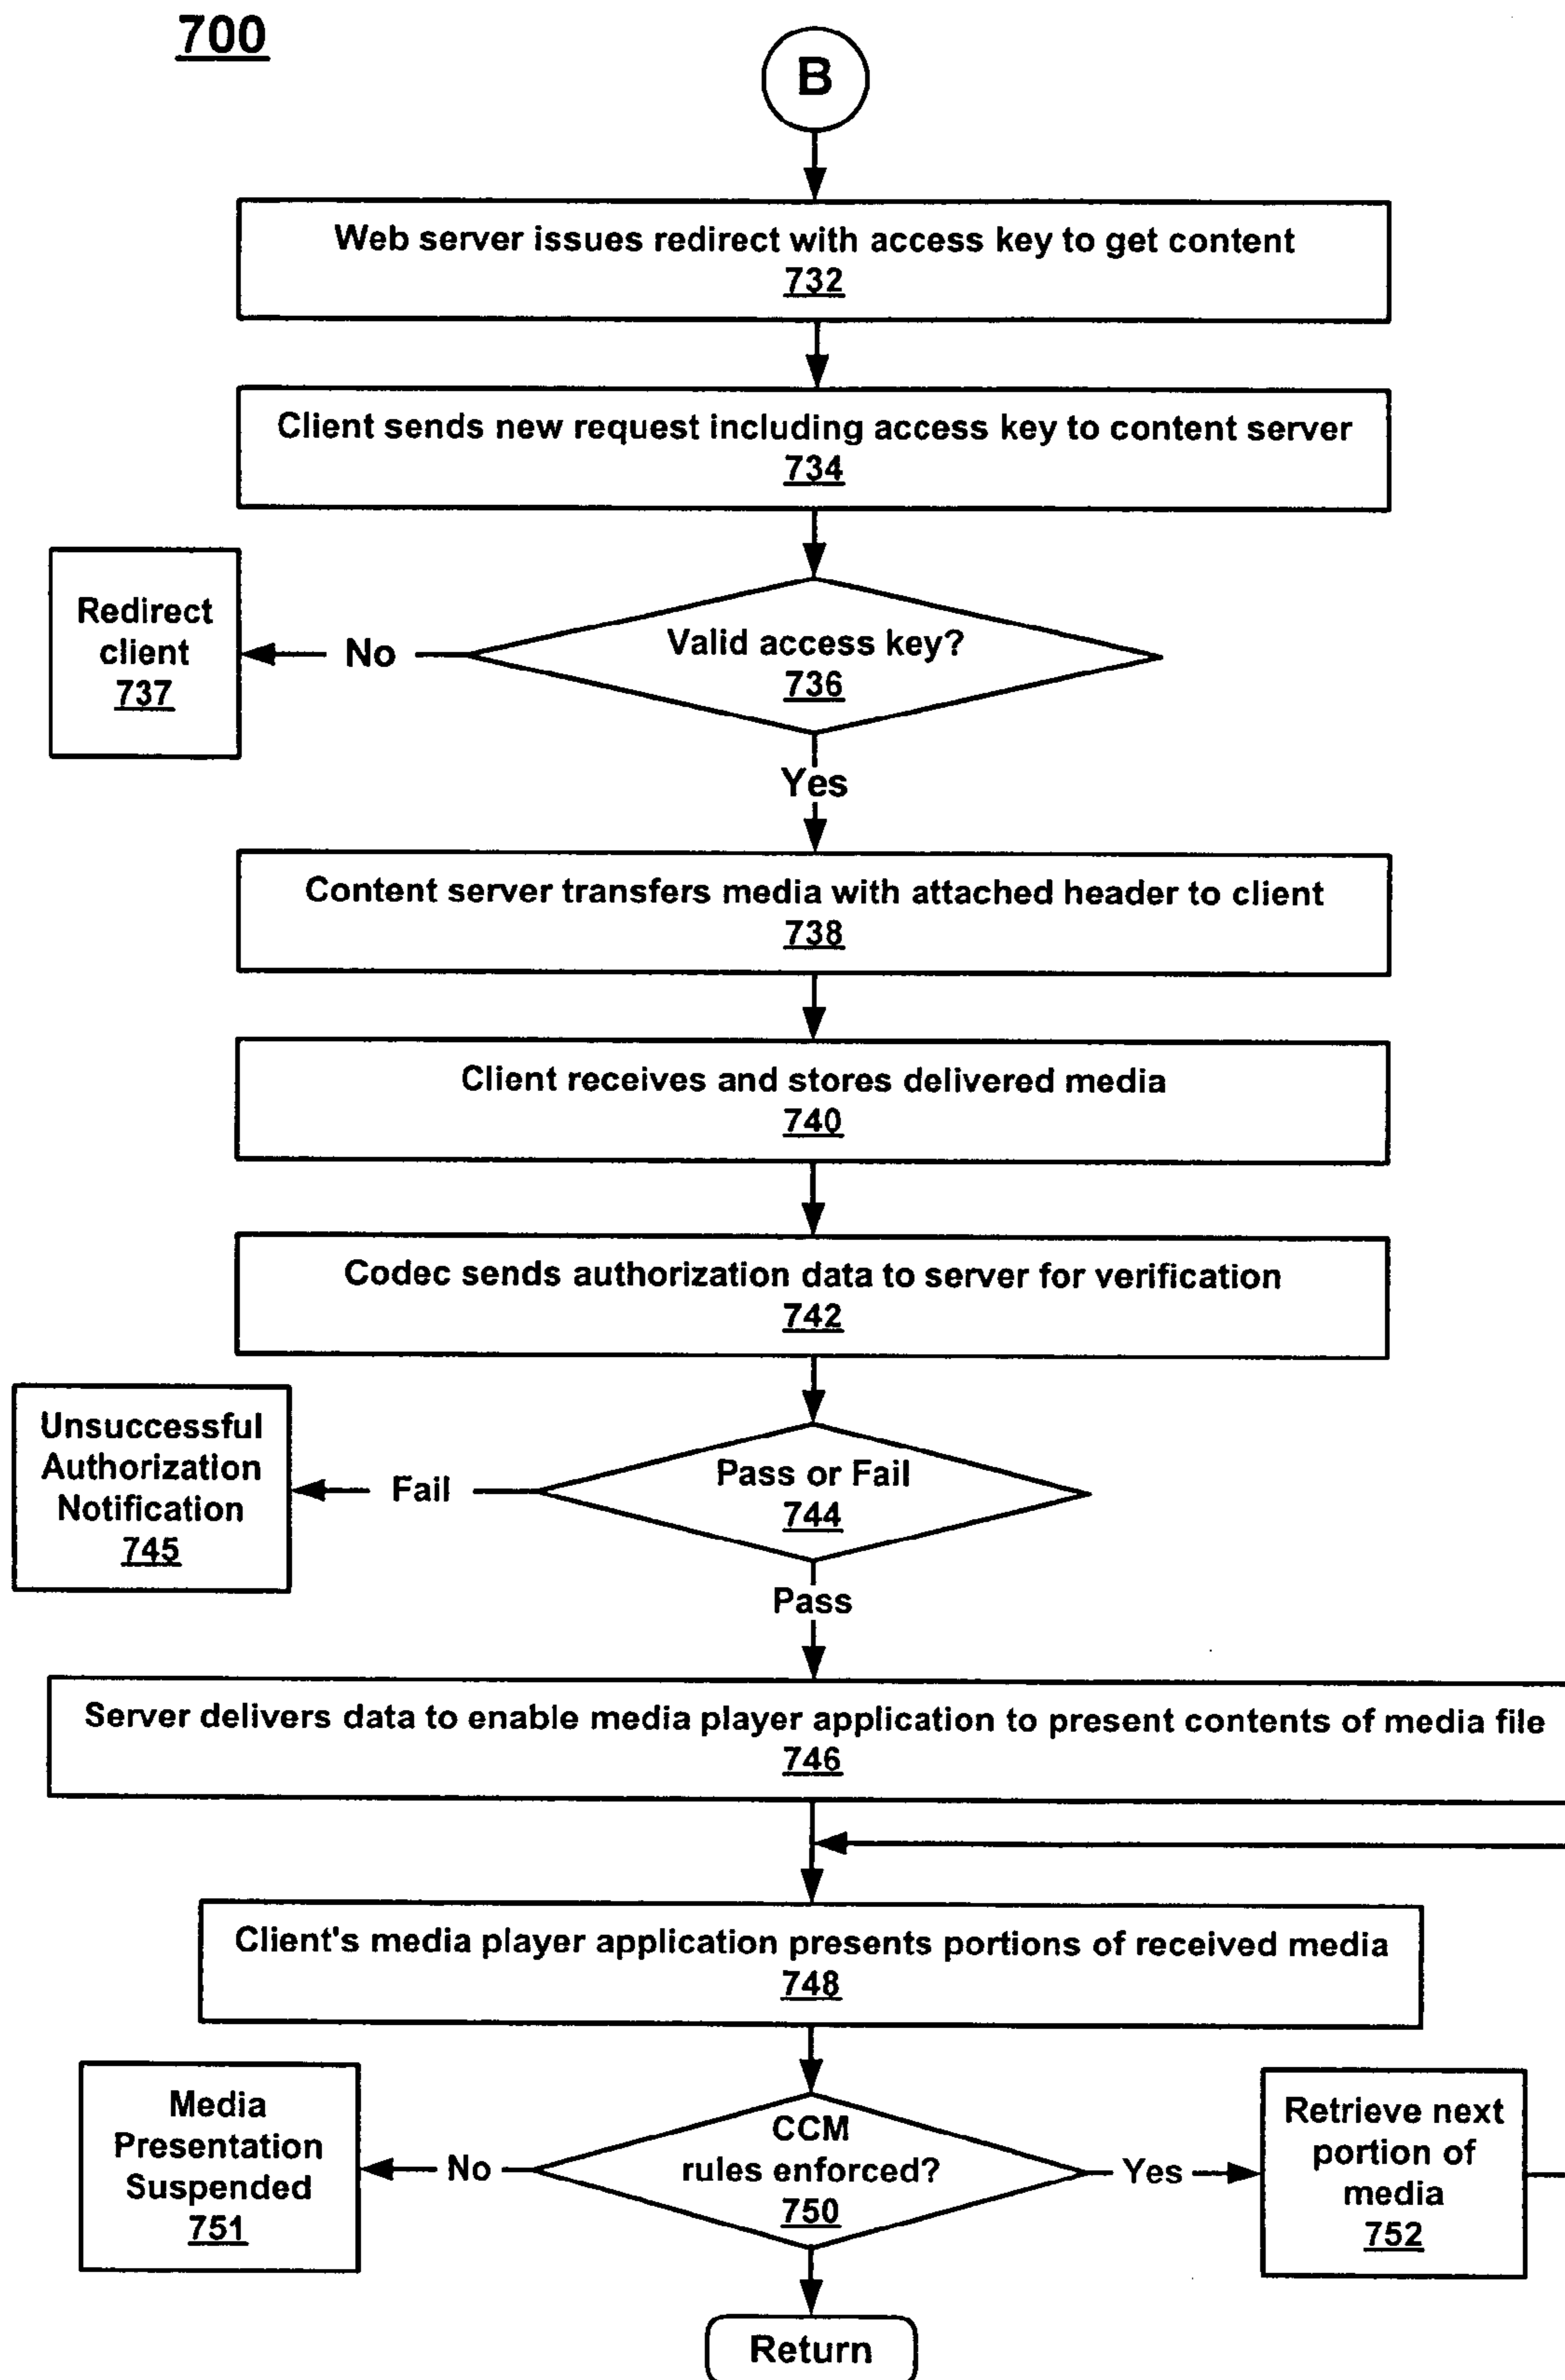 700
B
Web server issues redirect with access key to get content
732
Client sends new request including access key to content server
734
Redirect
client
737
No
Valid access key?
736
Yes
Content server transfers media with attached header to client
738
Client receives and stores delivered media
740
Codec sends authorization data to server for verification
742
Unsuccessful
Authorization
Notification
745
Fail
Pass or Fail
744
Pass
Server delivers data to enable media player application to present contents of media file
746
Client's media player application presents portions of received media
748
Media
Presentation
Suspended
751
No
CCM
rules enforced?
750
Yes
Retrieve next
portion of
media
752
Return